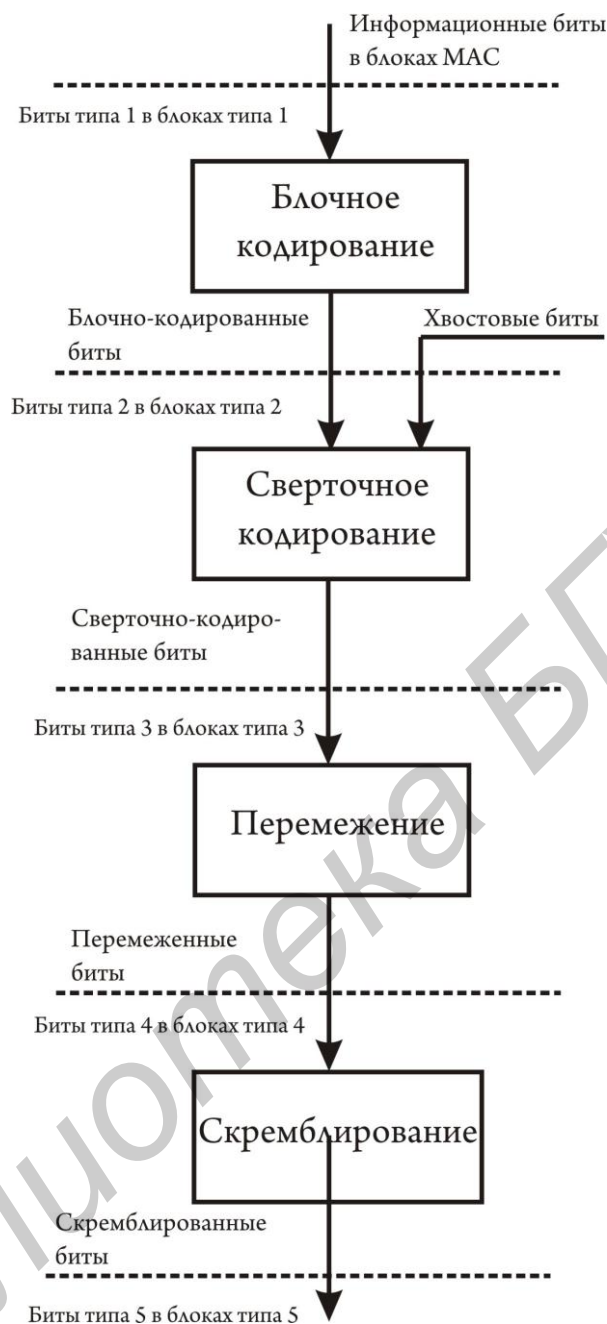 Информационные биты
в блоках MAC
Биты типа 1 в блоках типа 1
Блочное
кодирование
Блочно-кодированные
биты
Хвостовые биты
Биты типа 2 в блоках типа 2
Сверточное
кодирование
Сверточно-кодиро-
ванные биты
Биты типа 3 в блоках типа 3
Перемежение
Перемеженные
биты
Биты типа 4 в блоках типа 4
Скремблирование
Скремблированные
биты
Биты типа 5 в блоках типа 5